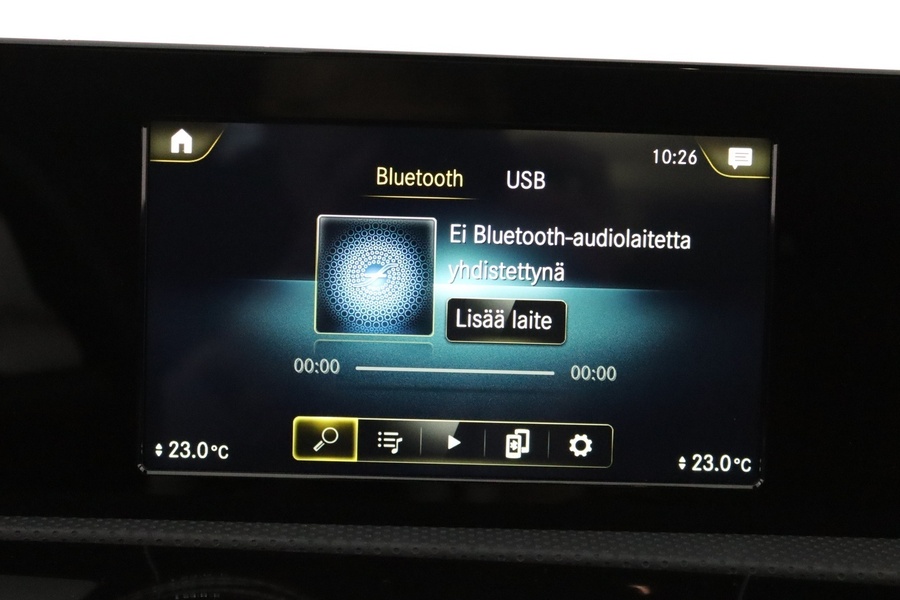 10:26
Bluetooth USB
Ei Bluetooth-audiolaitetta
yhdistettynä
Lisää laite
00:00 00:00
23.0°C 23.0°C